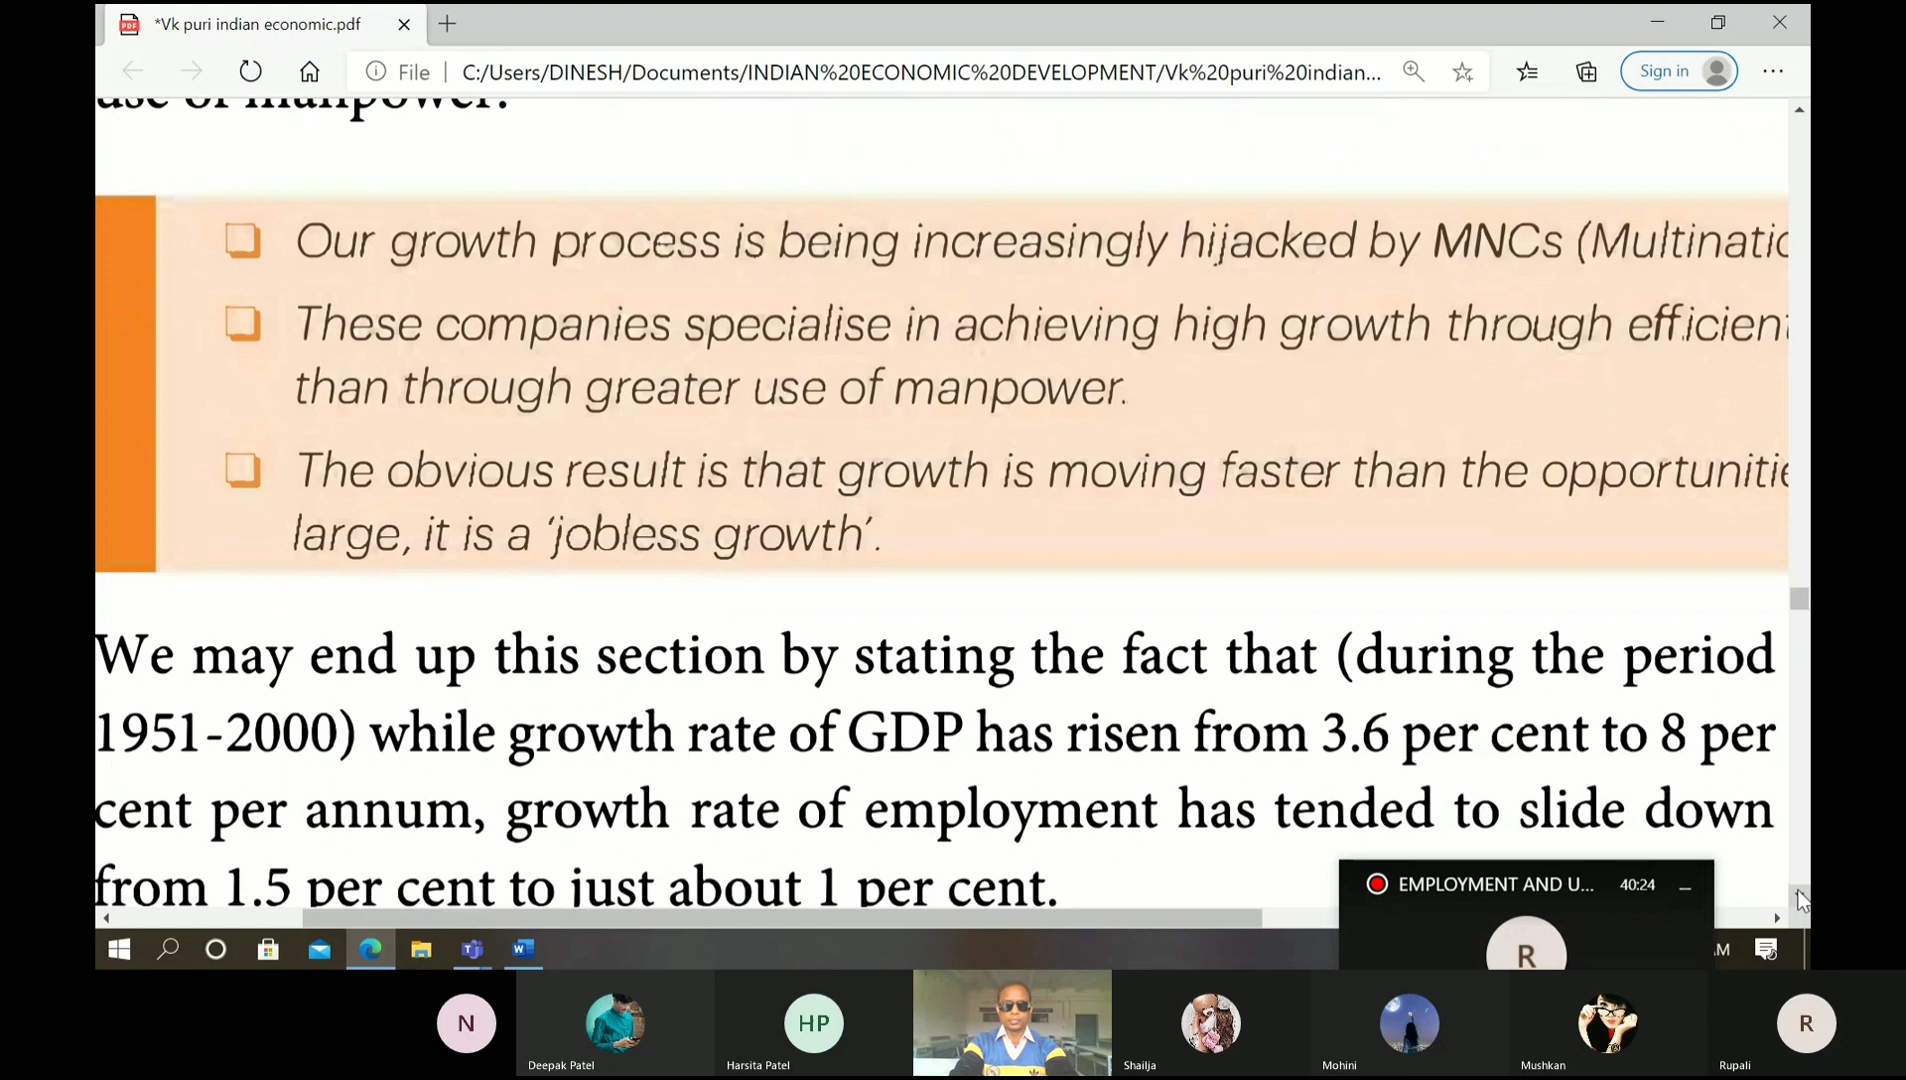 *Vk puri indian economic.pdf
File
C:/Users/DINESH/Documents/INDIAN%20ECONOMIC%20DEVELOPMENT/Vk%20puri%20indian...
Sign in
use of manpower.
Our growth process is being increasingly hijacked by MNCs (Multinatio
These companies specialise in achieving high growth through efficient
than through greater use of manpower.
The obvious result is that growth is moving faster than the opportunitie
large, it is a ‘jobless growth’.
We may end up this section by stating the fact that (during the period
1951-2000) while growth rate of GDP has risen from 3.6 per cent to 8 per
cent per annum, growth rate of employment has tended to slide down
from 1.5 per cent to just about 1 per cent.
EMPLOYMENT AND U... 40:24
R
N
HP
R
Deepak Patel
Harsita Patel
Shailja
Mohini
Mushkan
Rupali